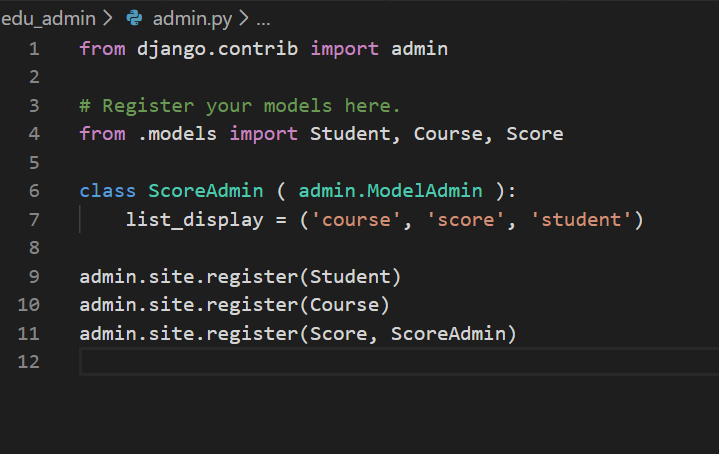 edu_admin > admin.py > ...
1 from django.contrib import admin
2
3 # Register your models here.
4 from .models import Student, Course, Score
5
6 class ScoreAdmin ( admin.ModelAdmin ):
7     list_display = ('course', 'score', 'student')
8
9 admin.site.register(Student)
10 admin.site.register(Course)
11 admin.site.register(Score, ScoreAdmin)
12